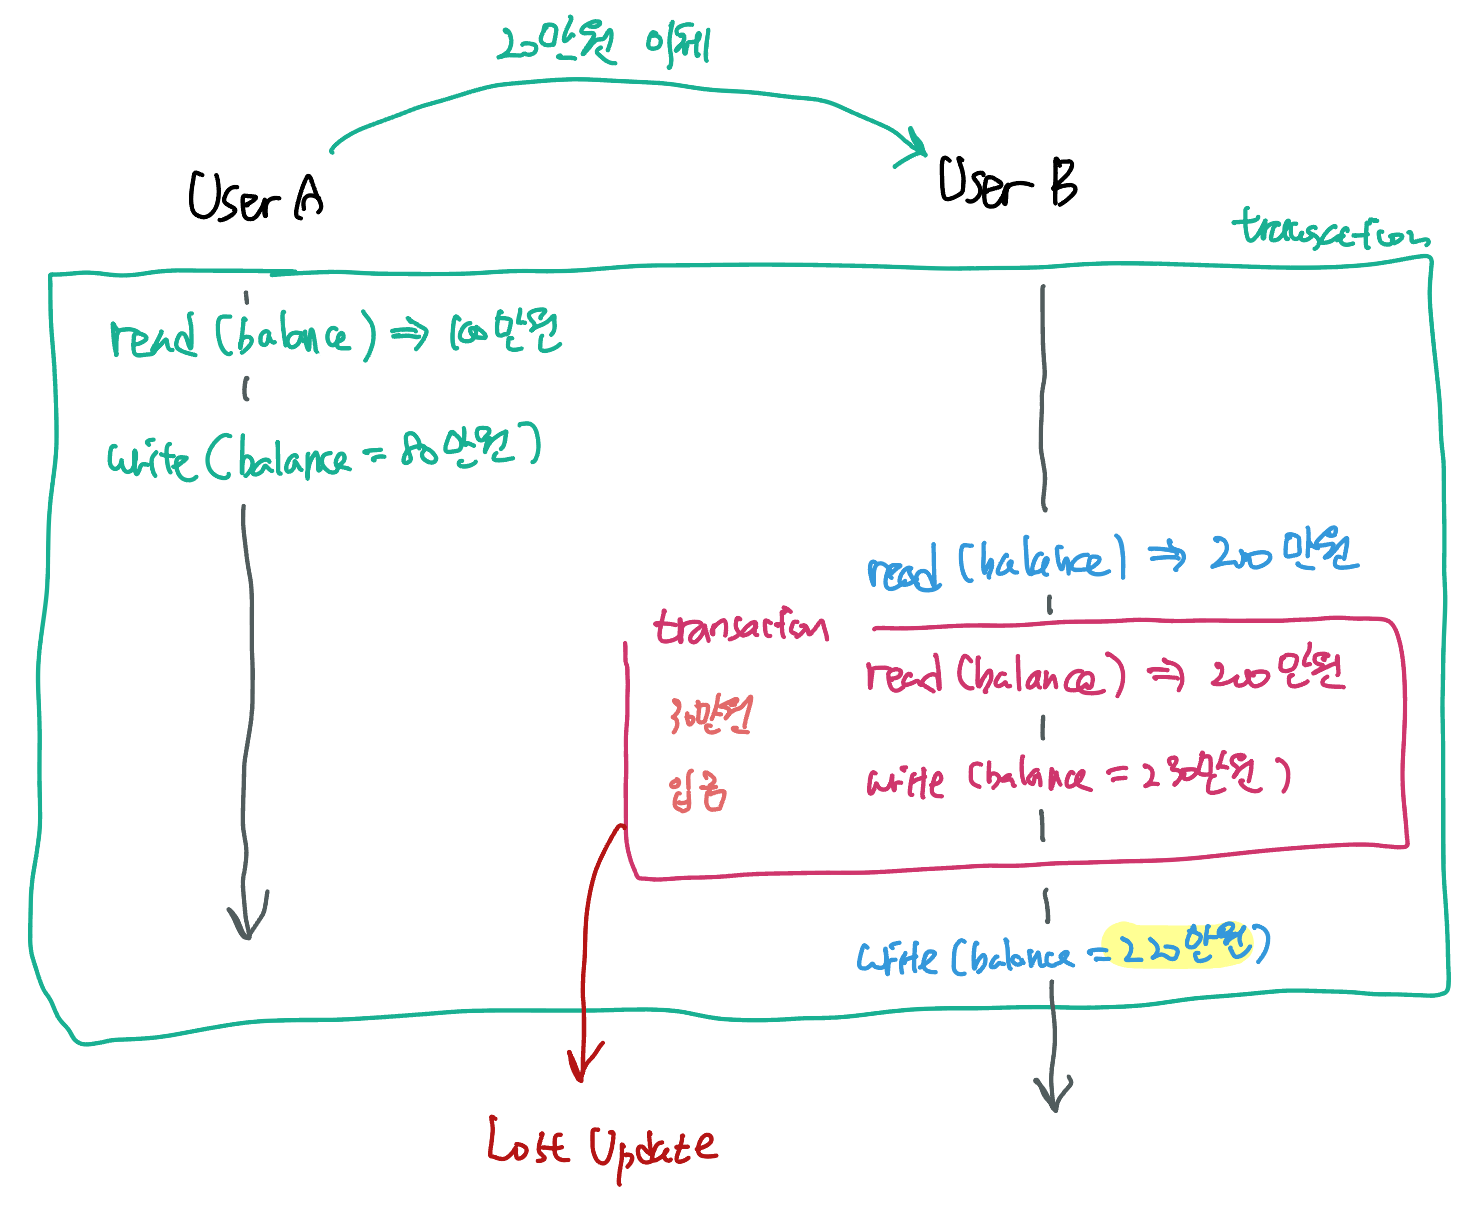 20만원 이체
User A
User B
transaction
read (balance) ⇒ 100만원
write (balance = 80만원)
read (balance) ⇒ 200만원
transaction
read (balance) ⇒ 200만원
30만원
입금
write (balance = 230만원)
write (balance = 220만원)
Lost Update